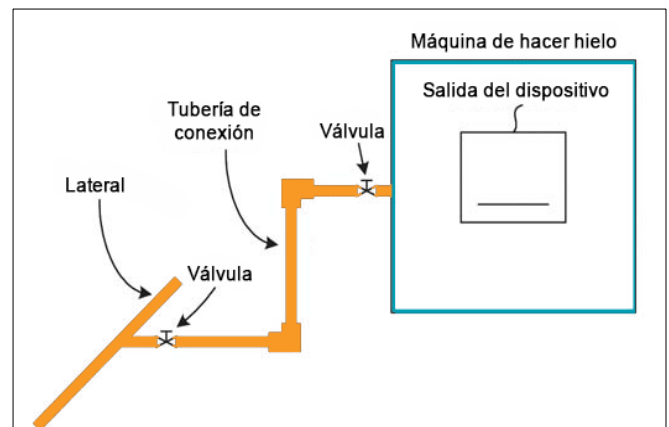 Máquina de hacer hielo
Salida del dispositivo
Tubería de
conexión
Válvula
Lateral
Válvula